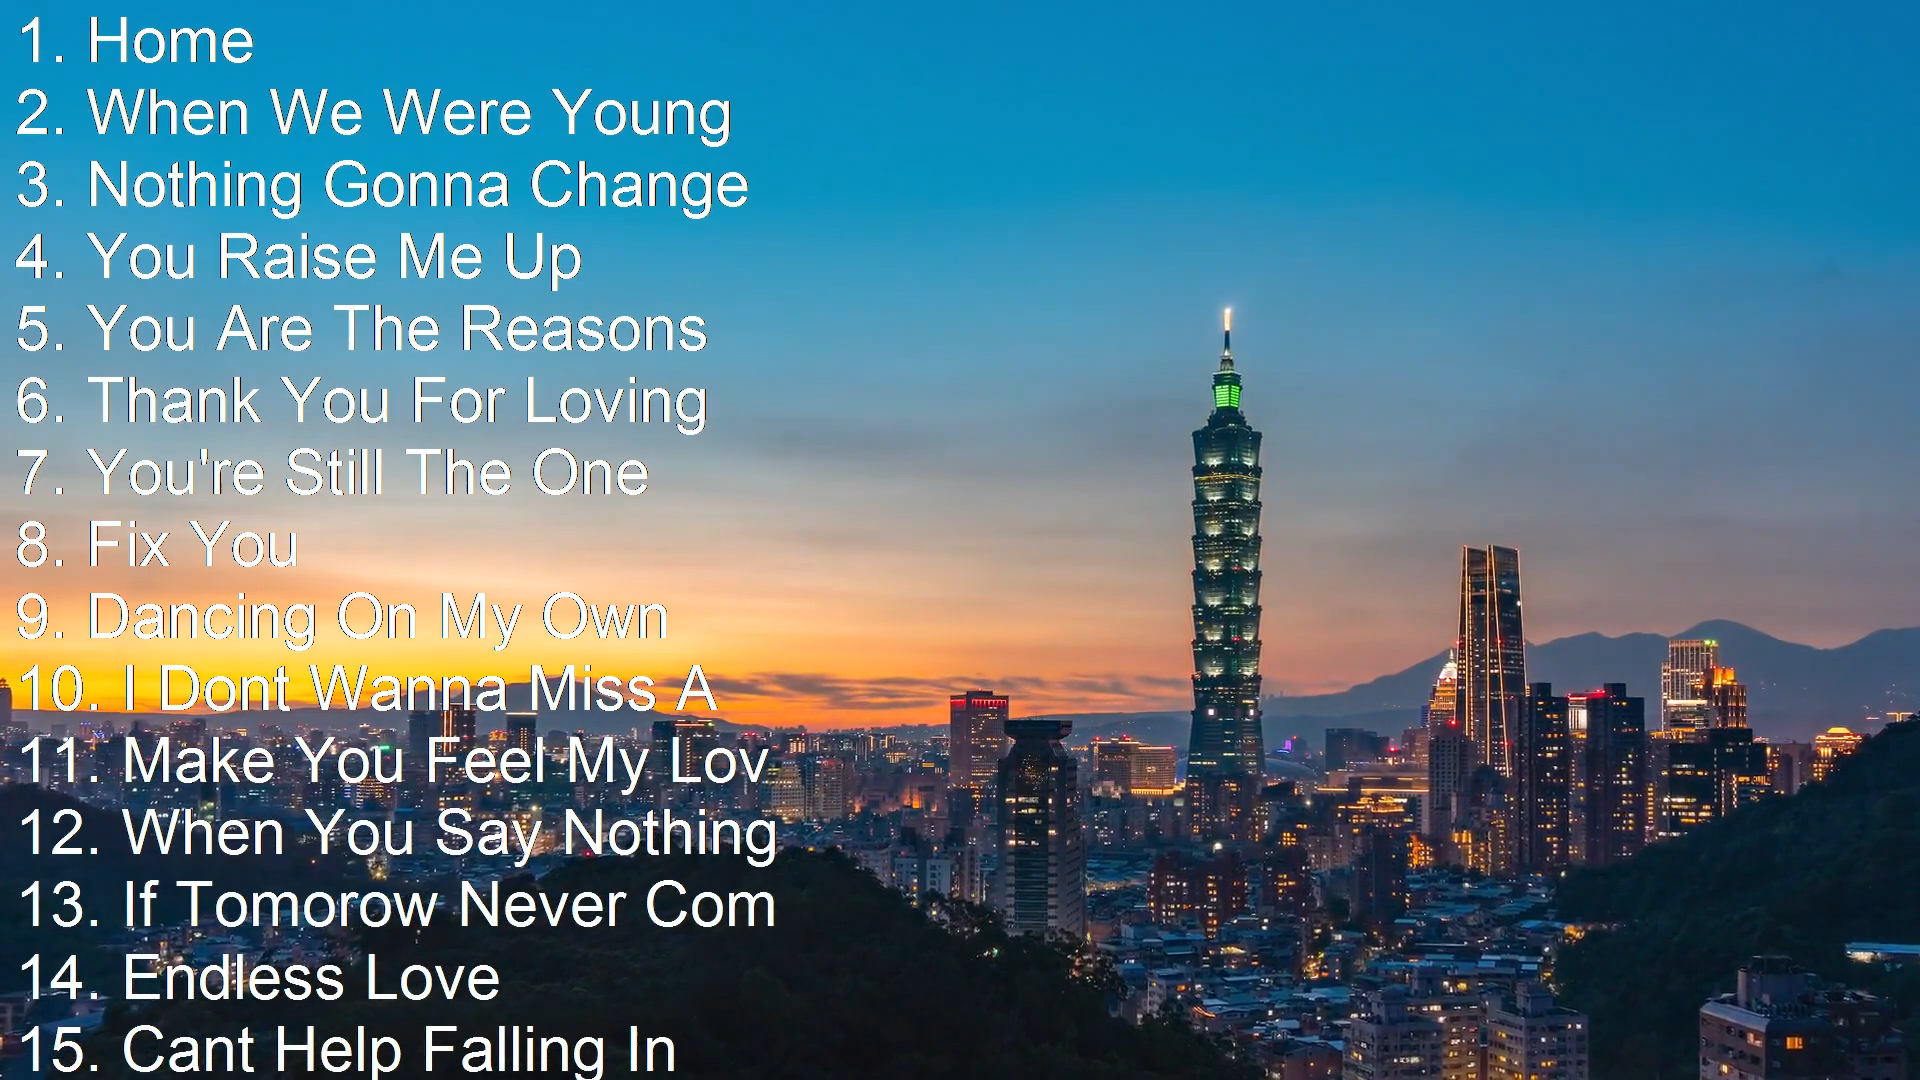 1. Home
2. When We Were Young
3. Nothing Gonna Change
4. You Raise Me Up
5. You Are The Reasons
6. Thank You For Loving
7. You're Still The One
8. Fix You
9. Dancing On My Own
10. I Dont Wanna Miss A
11. Make You Feel My Lov
12. When You Say Nothing
13. If Tomorow Never Com
14. Endless Love
15. Cant Help Falling In